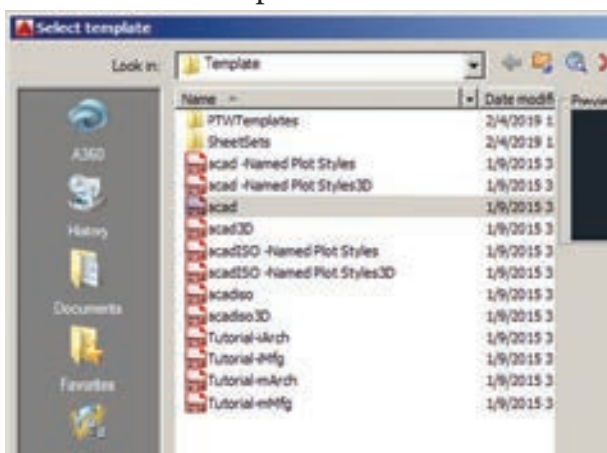 Select template
Look in: Template
Name Date modifi Preview
PTWTemplates 2/4/2019 1
SheetSets 2/4/2019 1
acad -Named Plot Styles 1/9/2015 3
acad -Named Plot Styles3D 1/9/2015 3
acad 1/9/2015 3
acad3D 1/9/2015 3
acadISO -Named Plot Styles 1/9/2015 3
acadISO -Named Plot Styles3D 1/9/2015 3
acadiso 1/9/2015 3
acadiso3D 1/9/2015 3
Tutorial-iArch 1/9/2015 3
Tutorial-iMfg 1/9/2015 3
Tutorial-mArch 1/9/2015 3
Tutorial-mMfg 1/9/2015 3
A360
History
Documents
Favorites